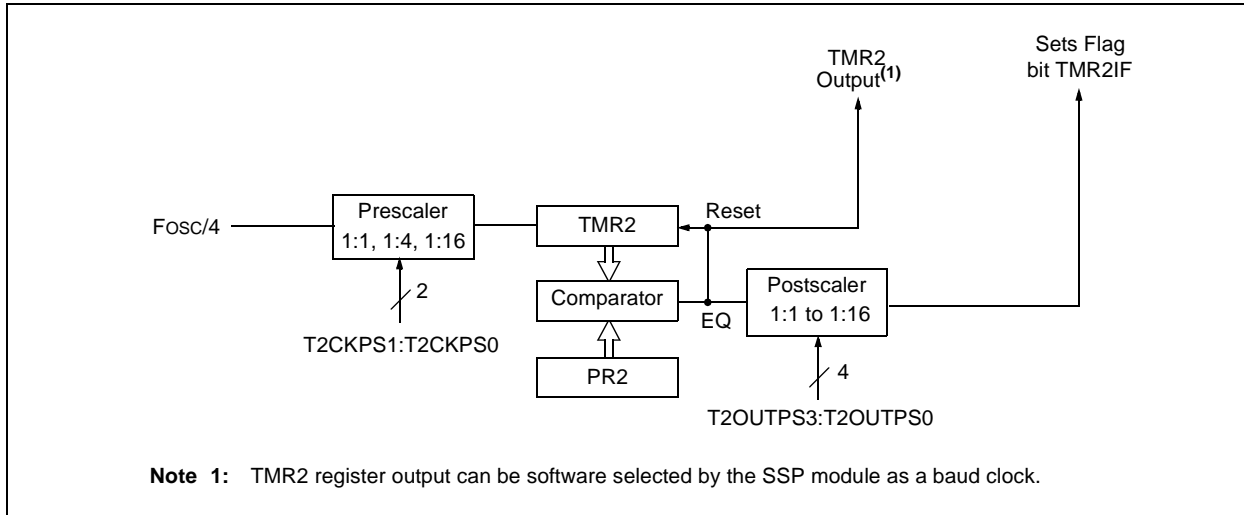 TMR2
Output(1)
Sets Flag
bit TMR2IF
FOSC/4
Prescaler
1:1, 1:4, 1:16
2
T2CKPS1:T2CKPS0
TMR2
Reset
Comparator
EQ
PR2
Postscaler
1:1 to 1:16
4
T2OUTPS3:T2OUTPS0
Note 1: TMR2 register output can be software selected by the SSP module as a baud clock.